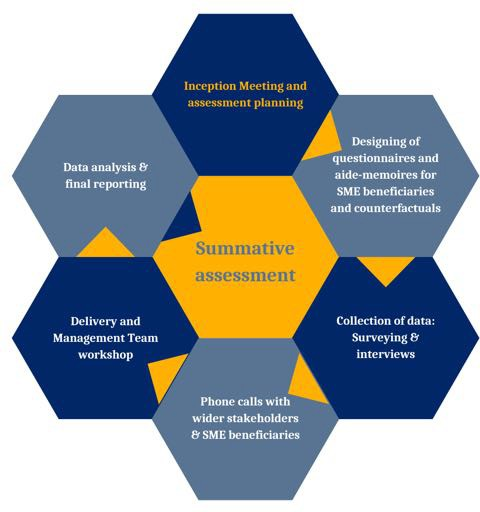 Inception Meeting and
assessment planning
Designing of
questionnaires and
aide-memoires for
SME beneficiaries
and counterfactuals
Collection of data:
Surveying &
interviews
Phone calls with
wider stakeholders
& SME beneficiaries
Delivery and
Management Team
workshop
Data analysis &
final reporting
Summative
assessment